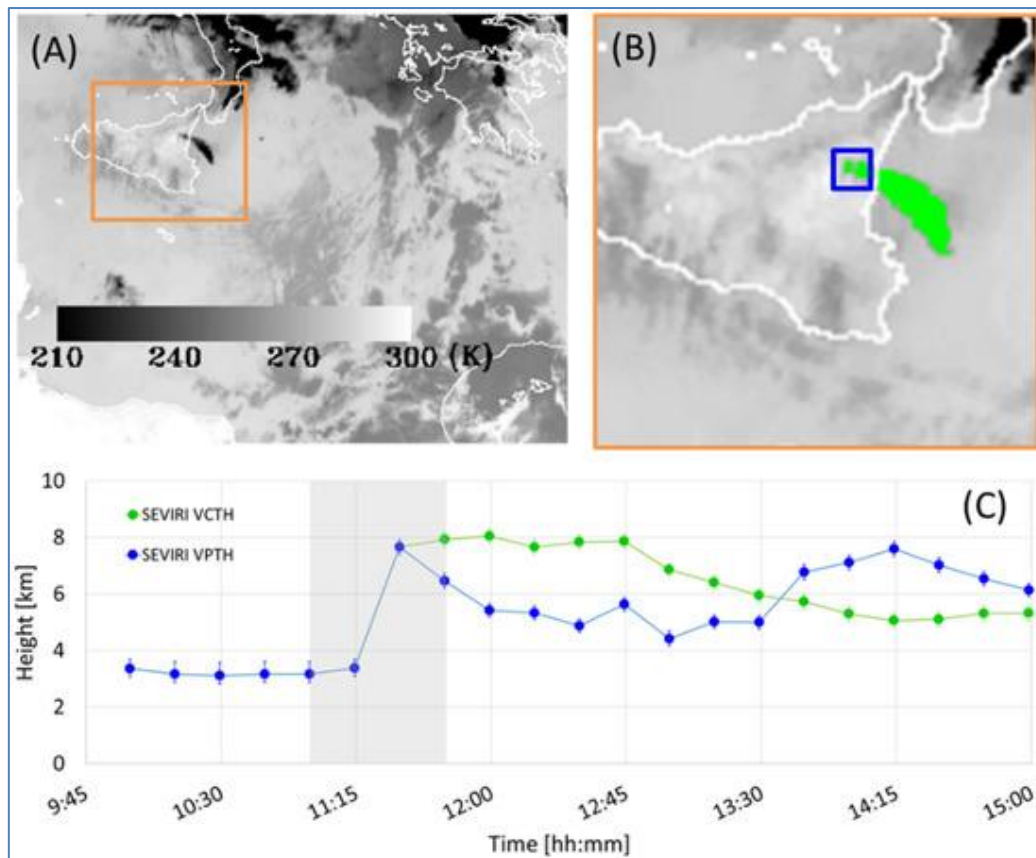 (A)
(B)
210 240 270 300 (K)
(C)
SEVIRI VCTH
SEVIRI VPTH
Height [km]
10
8
6
4
2
0
9:45 10:30 11:15 12:00 12:45 13:30 14:15 15:00
Time [hh:mm]